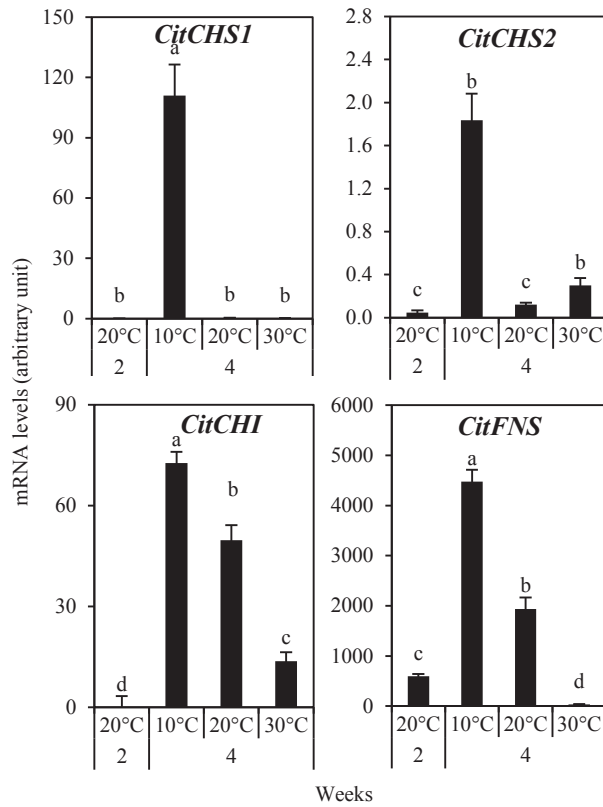 mRNA levels (arbitrary unit)
CitCHS1
150
120
90
60
30
0
b a b b
20°C 10°C 20°C 30°C
2 4
CitCHS2
2.8
2.4
2.0
1.6
1.2
0.8
0.4
0.0
c b c b
20°C 10°C 20°C 30°C
2 4
CitCHI
90
60
30
0
d a b c
20°C 10°C 20°C 30°C
2 4
CitFNS
6000
5000
4000
3000
2000
1000
0
c a b d
20°C 10°C 20°C 30°C
2 4
Weeks